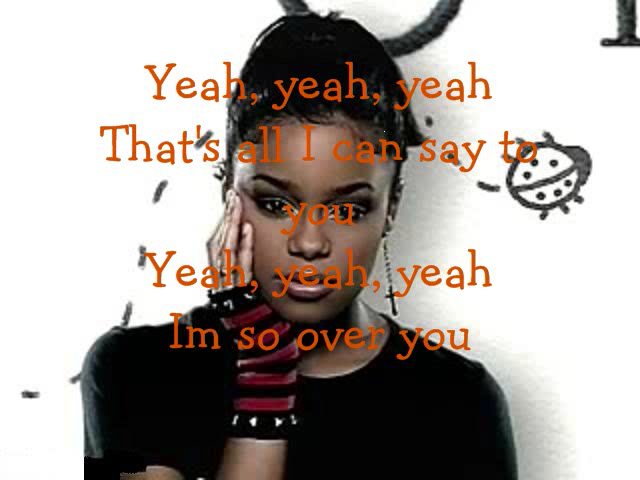 Yeah, yeah, yeah
That's all I can say to
you
Yeah, yeah, yeah
Im so over you